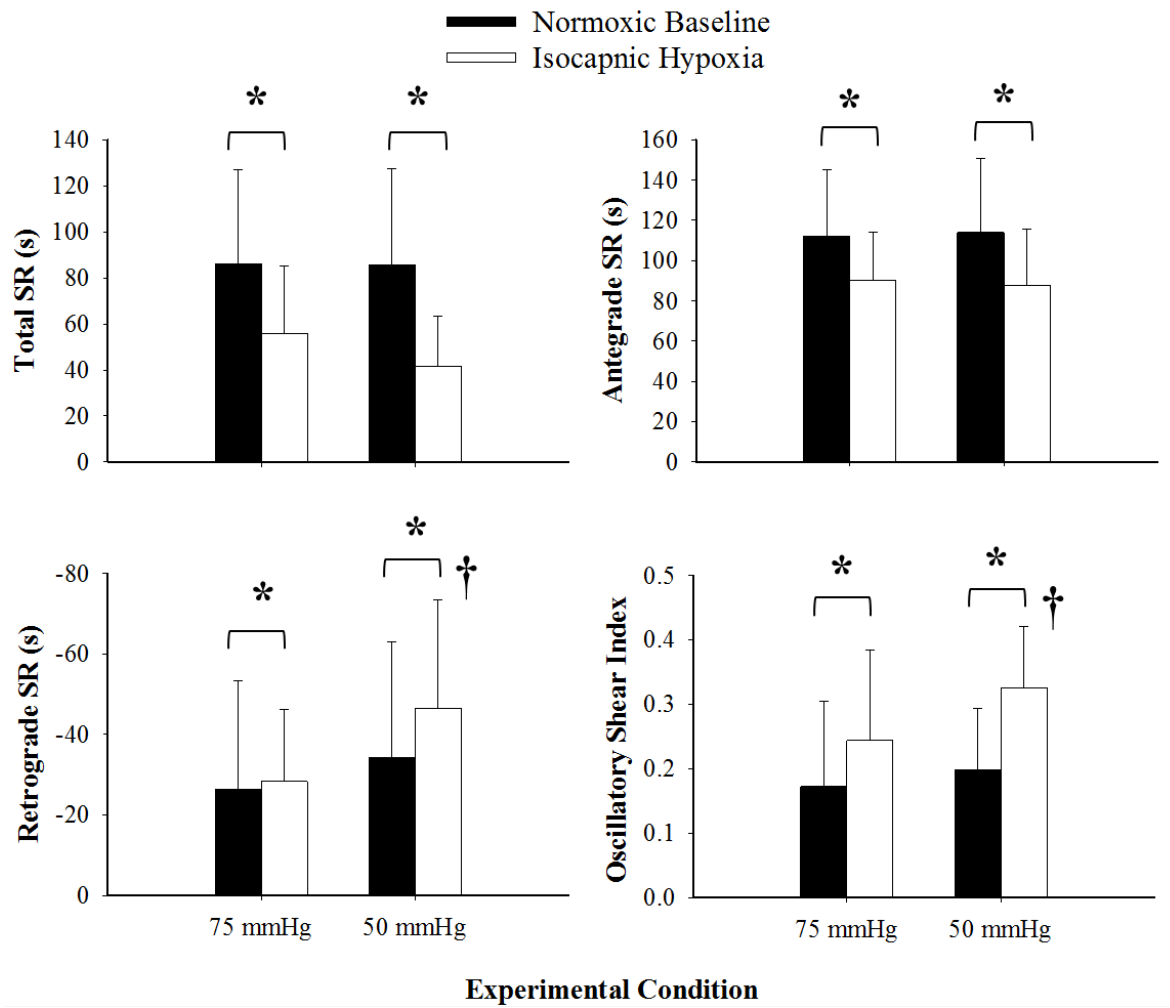 Normoxic Baseline
Isocapnic Hypoxia
* *
140
120
100
80
60
40
20
0
Total SR (s)
* *
160
140
120
100
80
60
40
20
0
Antegrade SR (s)
* * †
-80
-60
-40
-20
0
Retrograde SR (s)
75 mmHg 50 mmHg
* * †
0.5
0.4
0.3
0.2
0.1
0.0
Oscillatory Shear Index
75 mmHg 50 mmHg
Experimental Condition